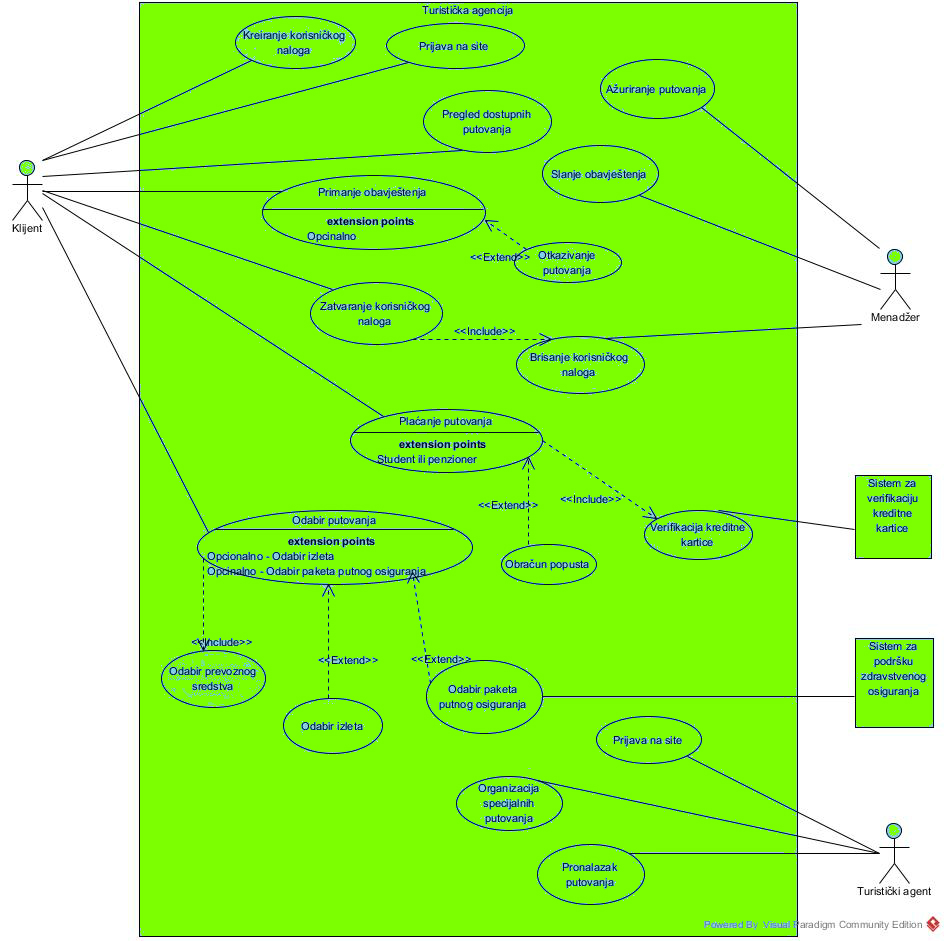 Turistička agencija
Kreiranje korisničkog
naloga
Prijava na site
Ažuriranje putovanja
Pregled dostupnih
putovanja
Slanje obavještenja
Primanje obavještenja
extension points
Opcinalno
Klijent
<<Extend>>
Otkazivanje
putovanja
Menadžer
Zatvaranje korisničkog
naloga
<<Include>>
Brisanje korisničkog
naloga
Plaćanje putovanja
extension points
Student ili penzioner
<<Extend>>
<<Include>>
Sistem za
verifikaciju
kreditne
kartice
Verifikacija kreditne
kartice
Odabir putovanja
extension points
Opcionalno - Odabir izleta
Opcinalno - Odabir paketa putnog osiguranja
Obračun popusta
<<Include>>
<<Extend>>
<<Extend>>
Sistem za
podršku
zdravstvenog
osiguranja
Odabir prevoznog
sredstva
Odabir paketa
putnog osiguranja
Odabir izleta
Prijava na site
Organizacija
specijalnih
putovanja
Pronalazak
putovanja
Turistički agent
Powered By Visual Paradigm Community Edition